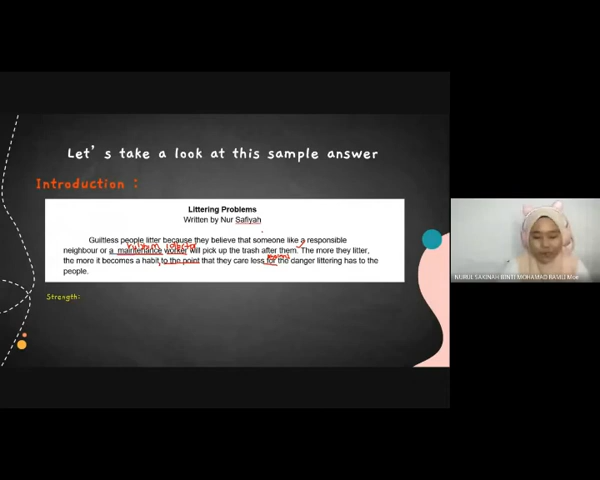 Let's take a look at this sample answer
Introduction :
Littering Problems
Written by Nur Safiyah
Guiltless people litter because they believe that someone like a responsible
neighbour or a maintenance worker will pick up the trash after them. The more they litter,
the more it becomes a habit to the point that they care less for the danger littering has to the
people.
Strength:
NURUL SAKINAH BINTI MOHAMAD RAMLI Moe